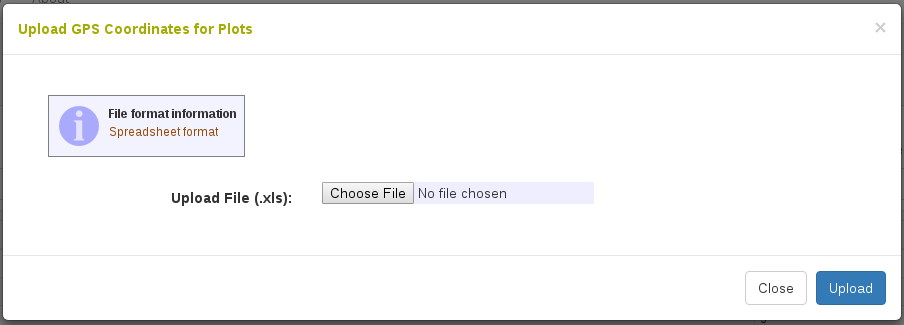 Upload GPS Coordinates for Plots ×
File format information
Spreadsheet format
Upload File (.xls): Choose File No file chosen
Close Upload